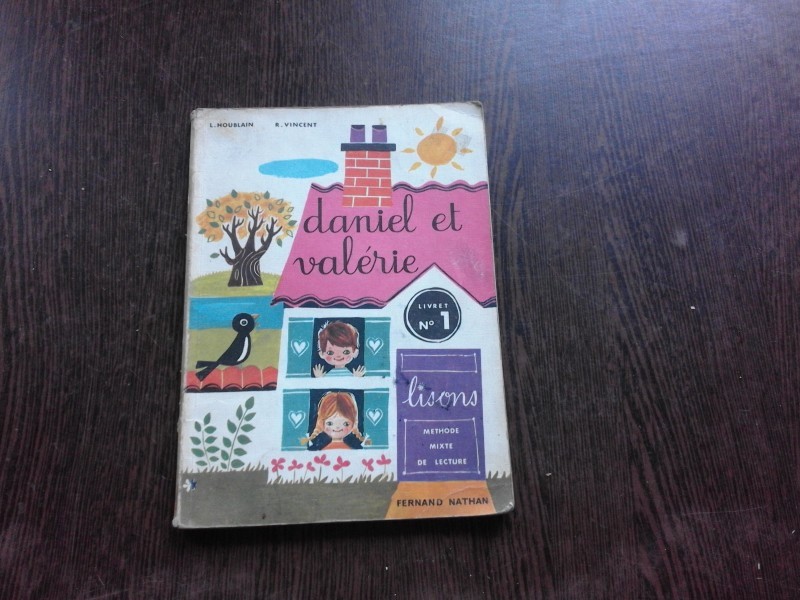 L. HOUBLAIN R. VINCENT
daniel et
valérie
LIVRET
N° 1
lisons
METHODE
MIXTE
DE LECTURE
FERNAND NATHAN